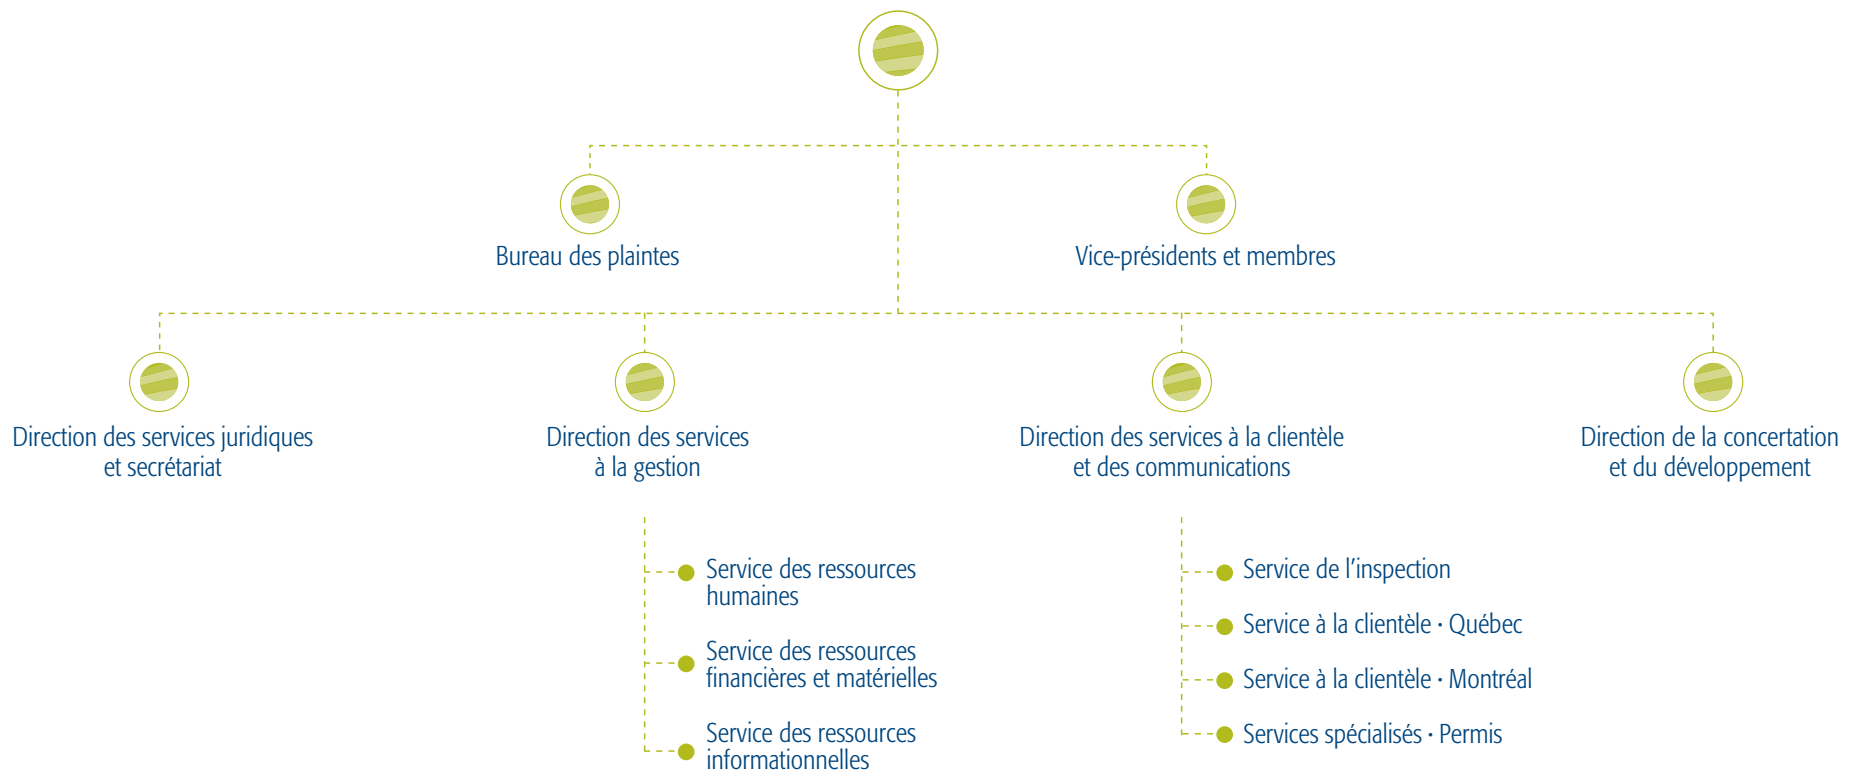 Bureau des plaintes
Vice-présidents et membres
Direction des services juridiques
et secrétariat
Direction des services
à la gestion
Direction des services à la clientèle
et des communications
Direction de la concertation
et du développement
Service des ressources
humaines
Service des ressources
financières et matérielles
Service des ressources
informationnelles
Service de l’inspection
Service à la clientèle · Québec
Service à la clientèle · Montréal
Services spécialisés · Permis